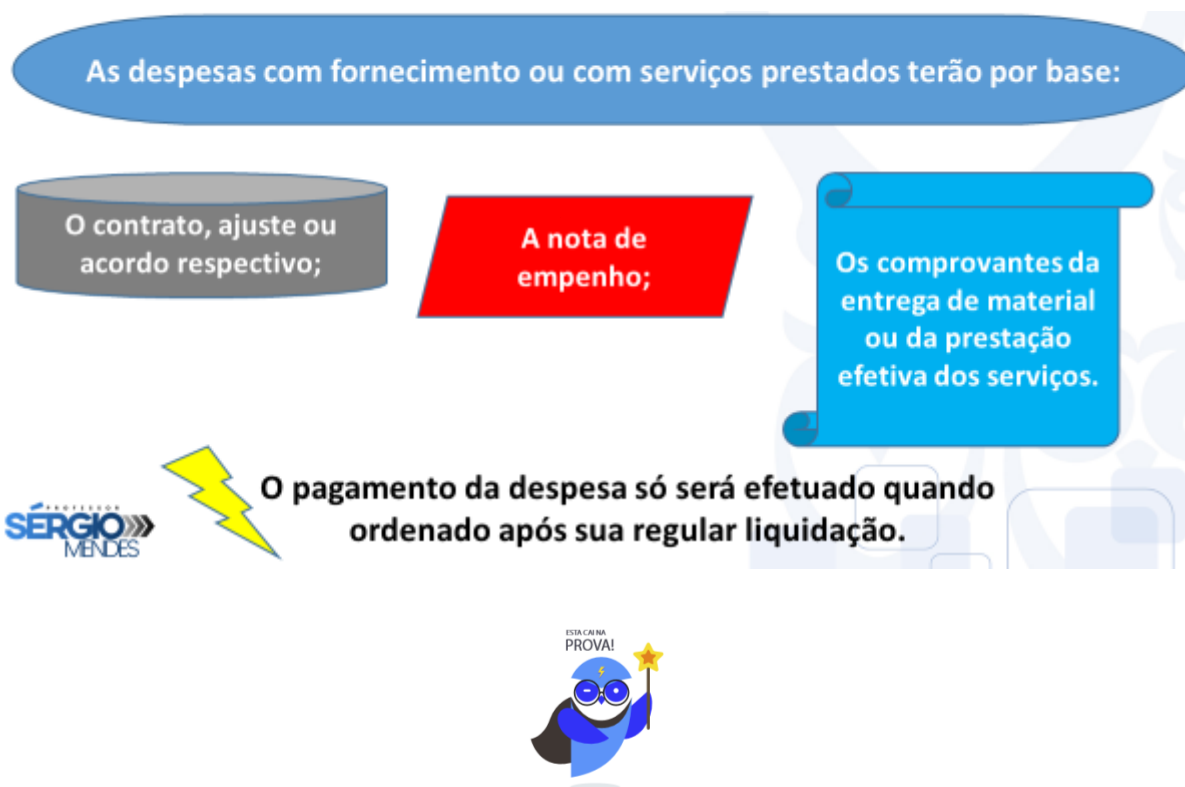 As despesas com fornecimento ou com serviços prestados terão por base:
O contrato, ajuste ou
acordo respectivo;
A nota de
empenho;
Os comprovantes da
entrega de material
ou da prestação
efetiva dos serviços.
O pagamento da despesa só será efetuado quando
ordenado após sua regular liquidação.
PROFESSOR
SÉRGIO
MENDES
ESTA CAI NA
PROVA!